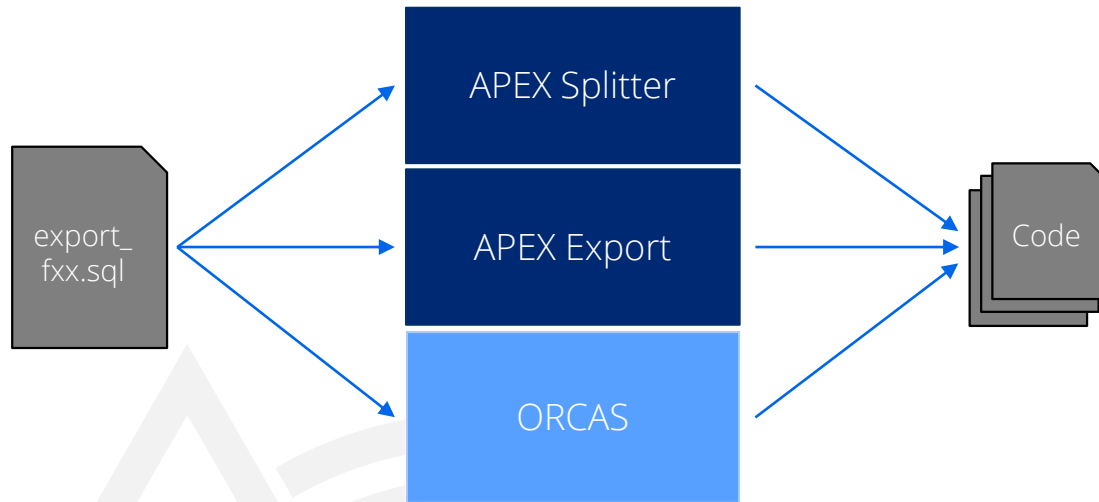 export_
fxx.sql
APEX Splitter
APEX Export
ORCAS
Code